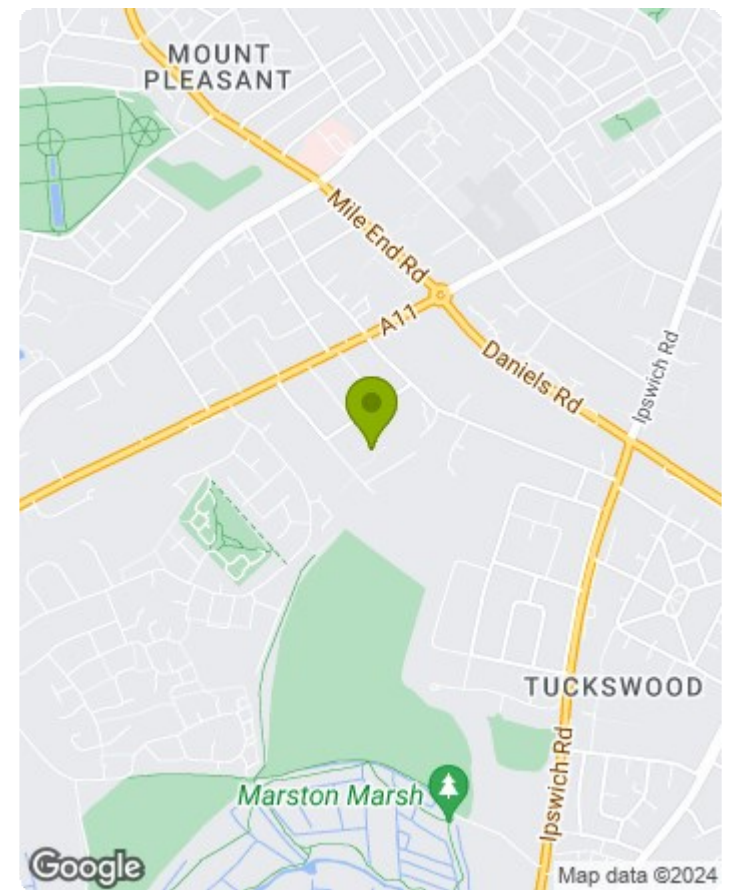 MOUNT
PLEASANT
Mile End Rd
A11
Daniels Rd
Ipswich Rd
TUCKSWOOD
Ipswich Rd
Marston Marsh
Google
Map data ©2024